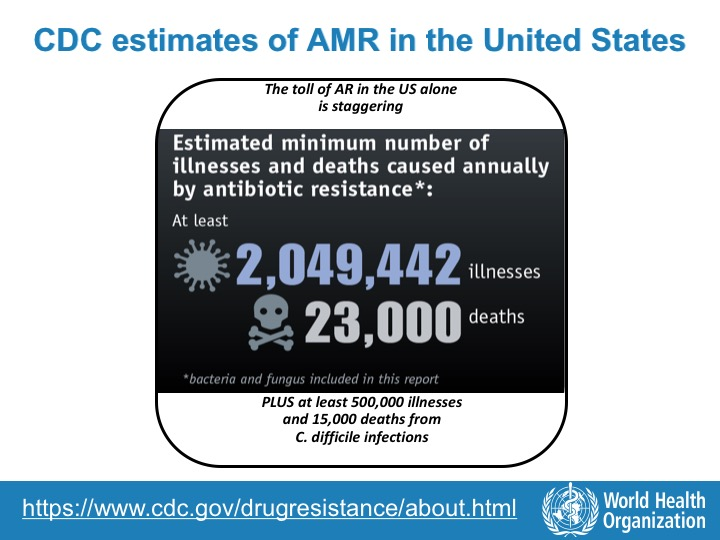 CDC estimates of AMR in the United States
The toll of AR in the US alone
is staggering
Estimated minimum number of
illnesses and deaths caused annually
by antibiotic resistance*:
At least
2,049,442 illnesses
23,000 deaths
*bacteria and fungus included in this report
PLUS at least 500,000 illnesses
and 15,000 deaths from
C. difficile infections
https://www.cdc.gov/drugresistance/about.html
World Health
Organization